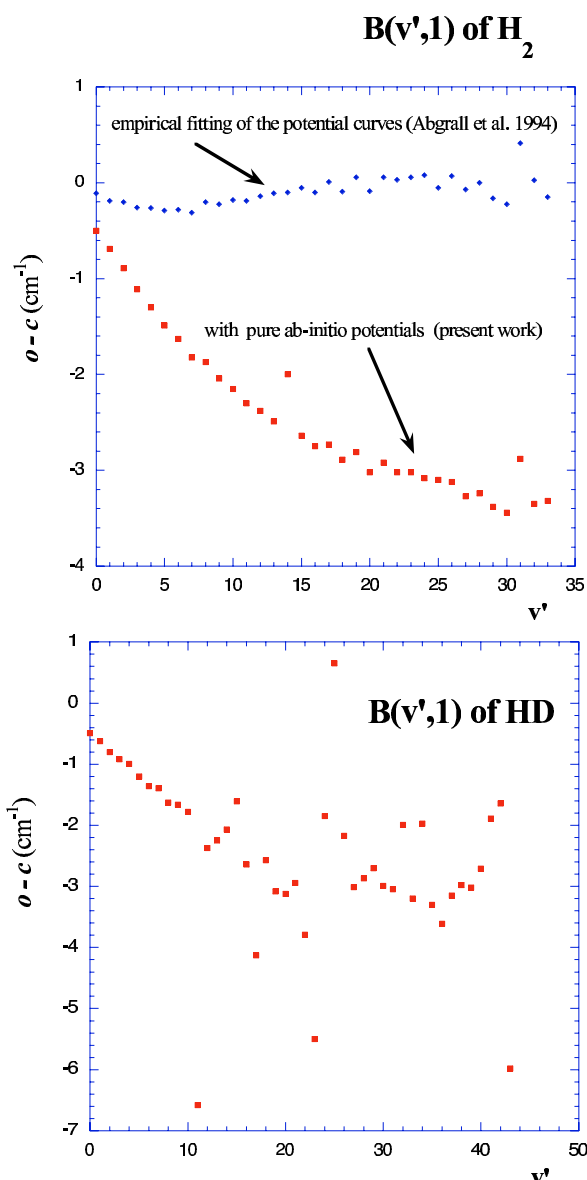 B(v',1) of H2
1
0
-1
-2
-3
-4
o - c (cm-1)
empirical fitting of the potential curves (Abgrall et al. 1994)
with pure ab-initio potentials (present work)
0 5 10 15 20 25 30 35
v'
1
0
-1
-2
-3
-4
-5
-6
-7
o - c (cm-1)
B(v',1) of HD
0 10 20 30 40 50
v'